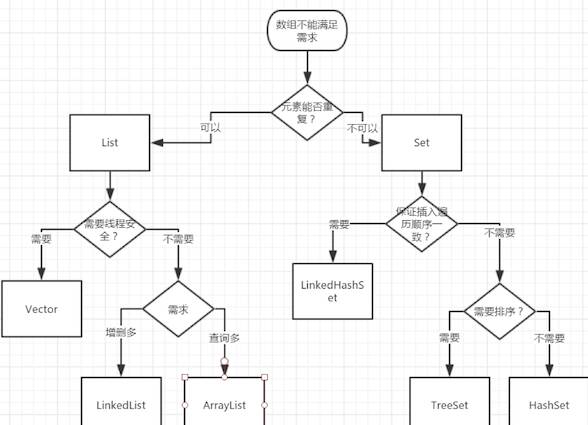 数组不能满足
需求
元素能否重
复？
可以
不可以
List
Set
需要线程安
全？
保证插入遍
历顺序一
致？
需要
不需要
需要
不需要
Vector
需求
LinkedHashS
et
需要排序？
增删多
查询多
需要
不需要
LinkedList
ArrayList
TreeSet
HashSet